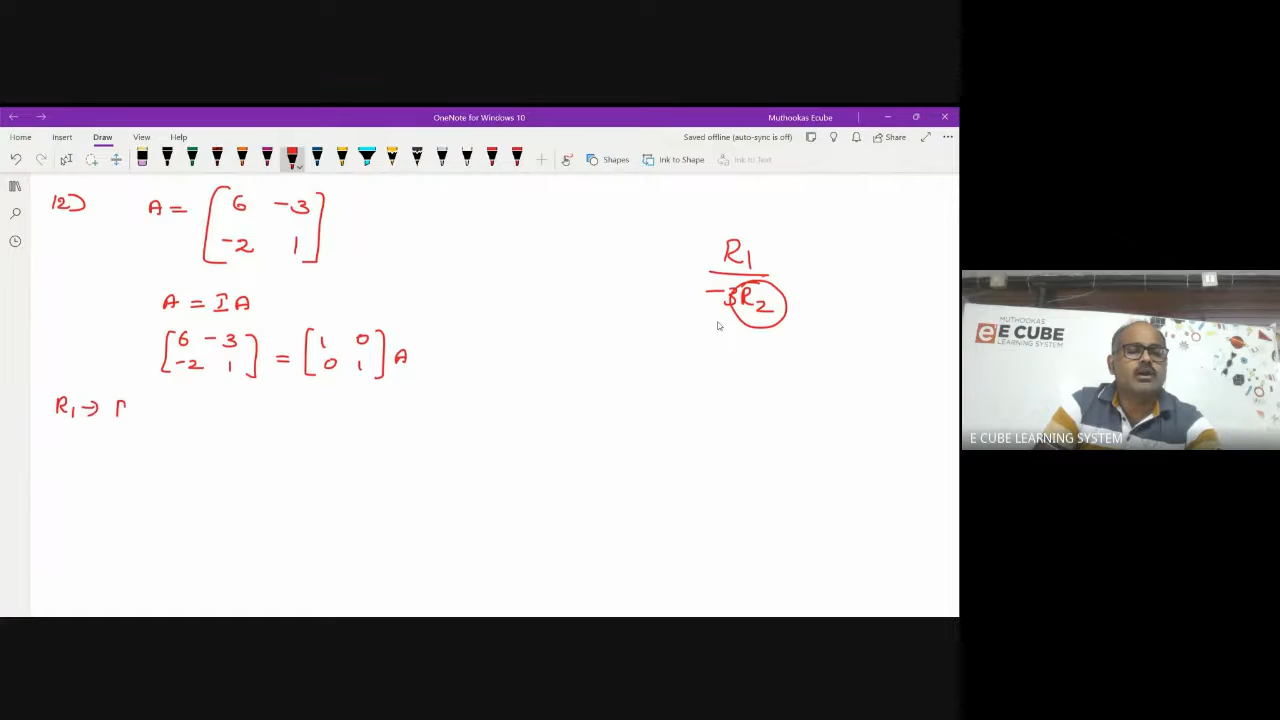 OneNote for Windows 10
Muthookas Ecube
Home Insert Draw View Help
Saved offline (auto-sync is off)
Share
Shapes
Ink to Shape
Ink to Text
12) A = [ 6 -3
-2 1 ]
R1
-3R2
A = IA
[ 6 -3
-2 1 ] = [ 1 0
0 1 ] A
R1 →
MUTHOOKAS
e E CUBE
LEARNING SYSTEM
E CUBE LEARNING SYSTEM